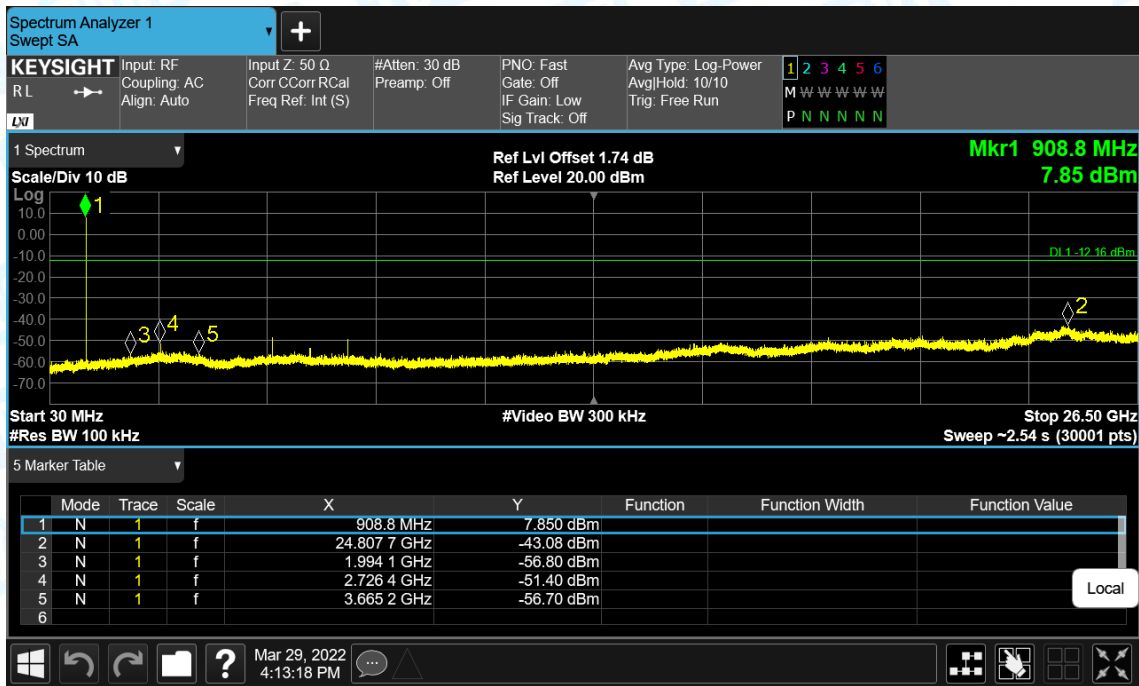 Spectrum Analyzer 1
Swept SA
KEYSIGHT
R L
LXI
Input: RF
Coupling: AC
Align: Auto
Input Z: 50 Ω
Corr CCorr RCal
Freq Ref: Int (S)
#Atten: 30 dB
Preamp: Off
PNO: Fast
Gate: Off
IF Gain: Low
Sig Track: Off
Avg Type: Log-Power
Avg|Hold: 10/10
Trig: Free Run
1 2 3 4 5 6
M W W W W W
P N N N N N
1 Spectrum
Scale/Div 10 dB
Ref Lvl Offset 1.74 dB
Ref Level 20.00 dBm
Mkr1 908.8 MHz
7.85 dBm
Log
10.0
0.00
-10.0
-20.0
-30.0
-40.0
-50.0
-60.0
-70.0
1
DL1 -12.16 dBm
2
3
4
5
Start 30 MHz
#Video BW 300 kHz
Stop 26.50 GHz
#Res BW 100 kHz
Sweep ~2.54 s (30001 pts)
5 Marker Table
Mode Trace Scale X Y Function Function Width Function Value
1 N 1 f 908.8 MHz 7.850 dBm
2 N 1 f 24.807 7 GHz -43.08 dBm
3 N 1 f 1.994 1 GHz -56.80 dBm
4 N 1 f 2.726 4 GHz -51.40 dBm
5 N 1 f 3.665 2 GHz -56.70 dBm
6
Local
?
Mar 29, 2022
4:13:18 PM